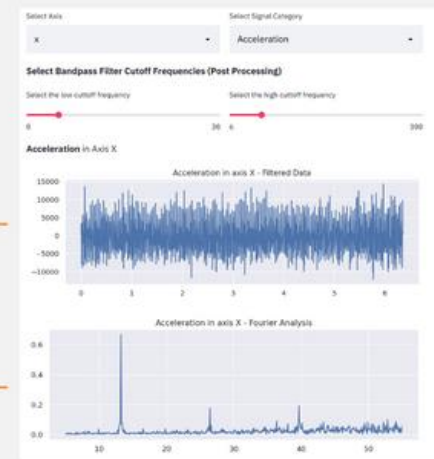 Select Axis
Select Signal Category
x
Acceleration
Select Bandpass Filter Cutoff Frequencies (Post Processing)
Select the low cuttoff frequency
Select the high cuttoff frequency
0
30
6
Acceleration in Axis X
Acceleration in axis X - Filtered Data
15000
10000
5000
0
−5000
−10000
0 1 2 3 4 5 6
Acceleration in axis X - Fourier Analysis
0.6
0.4
0.2
0.0
10 20 30 40 50